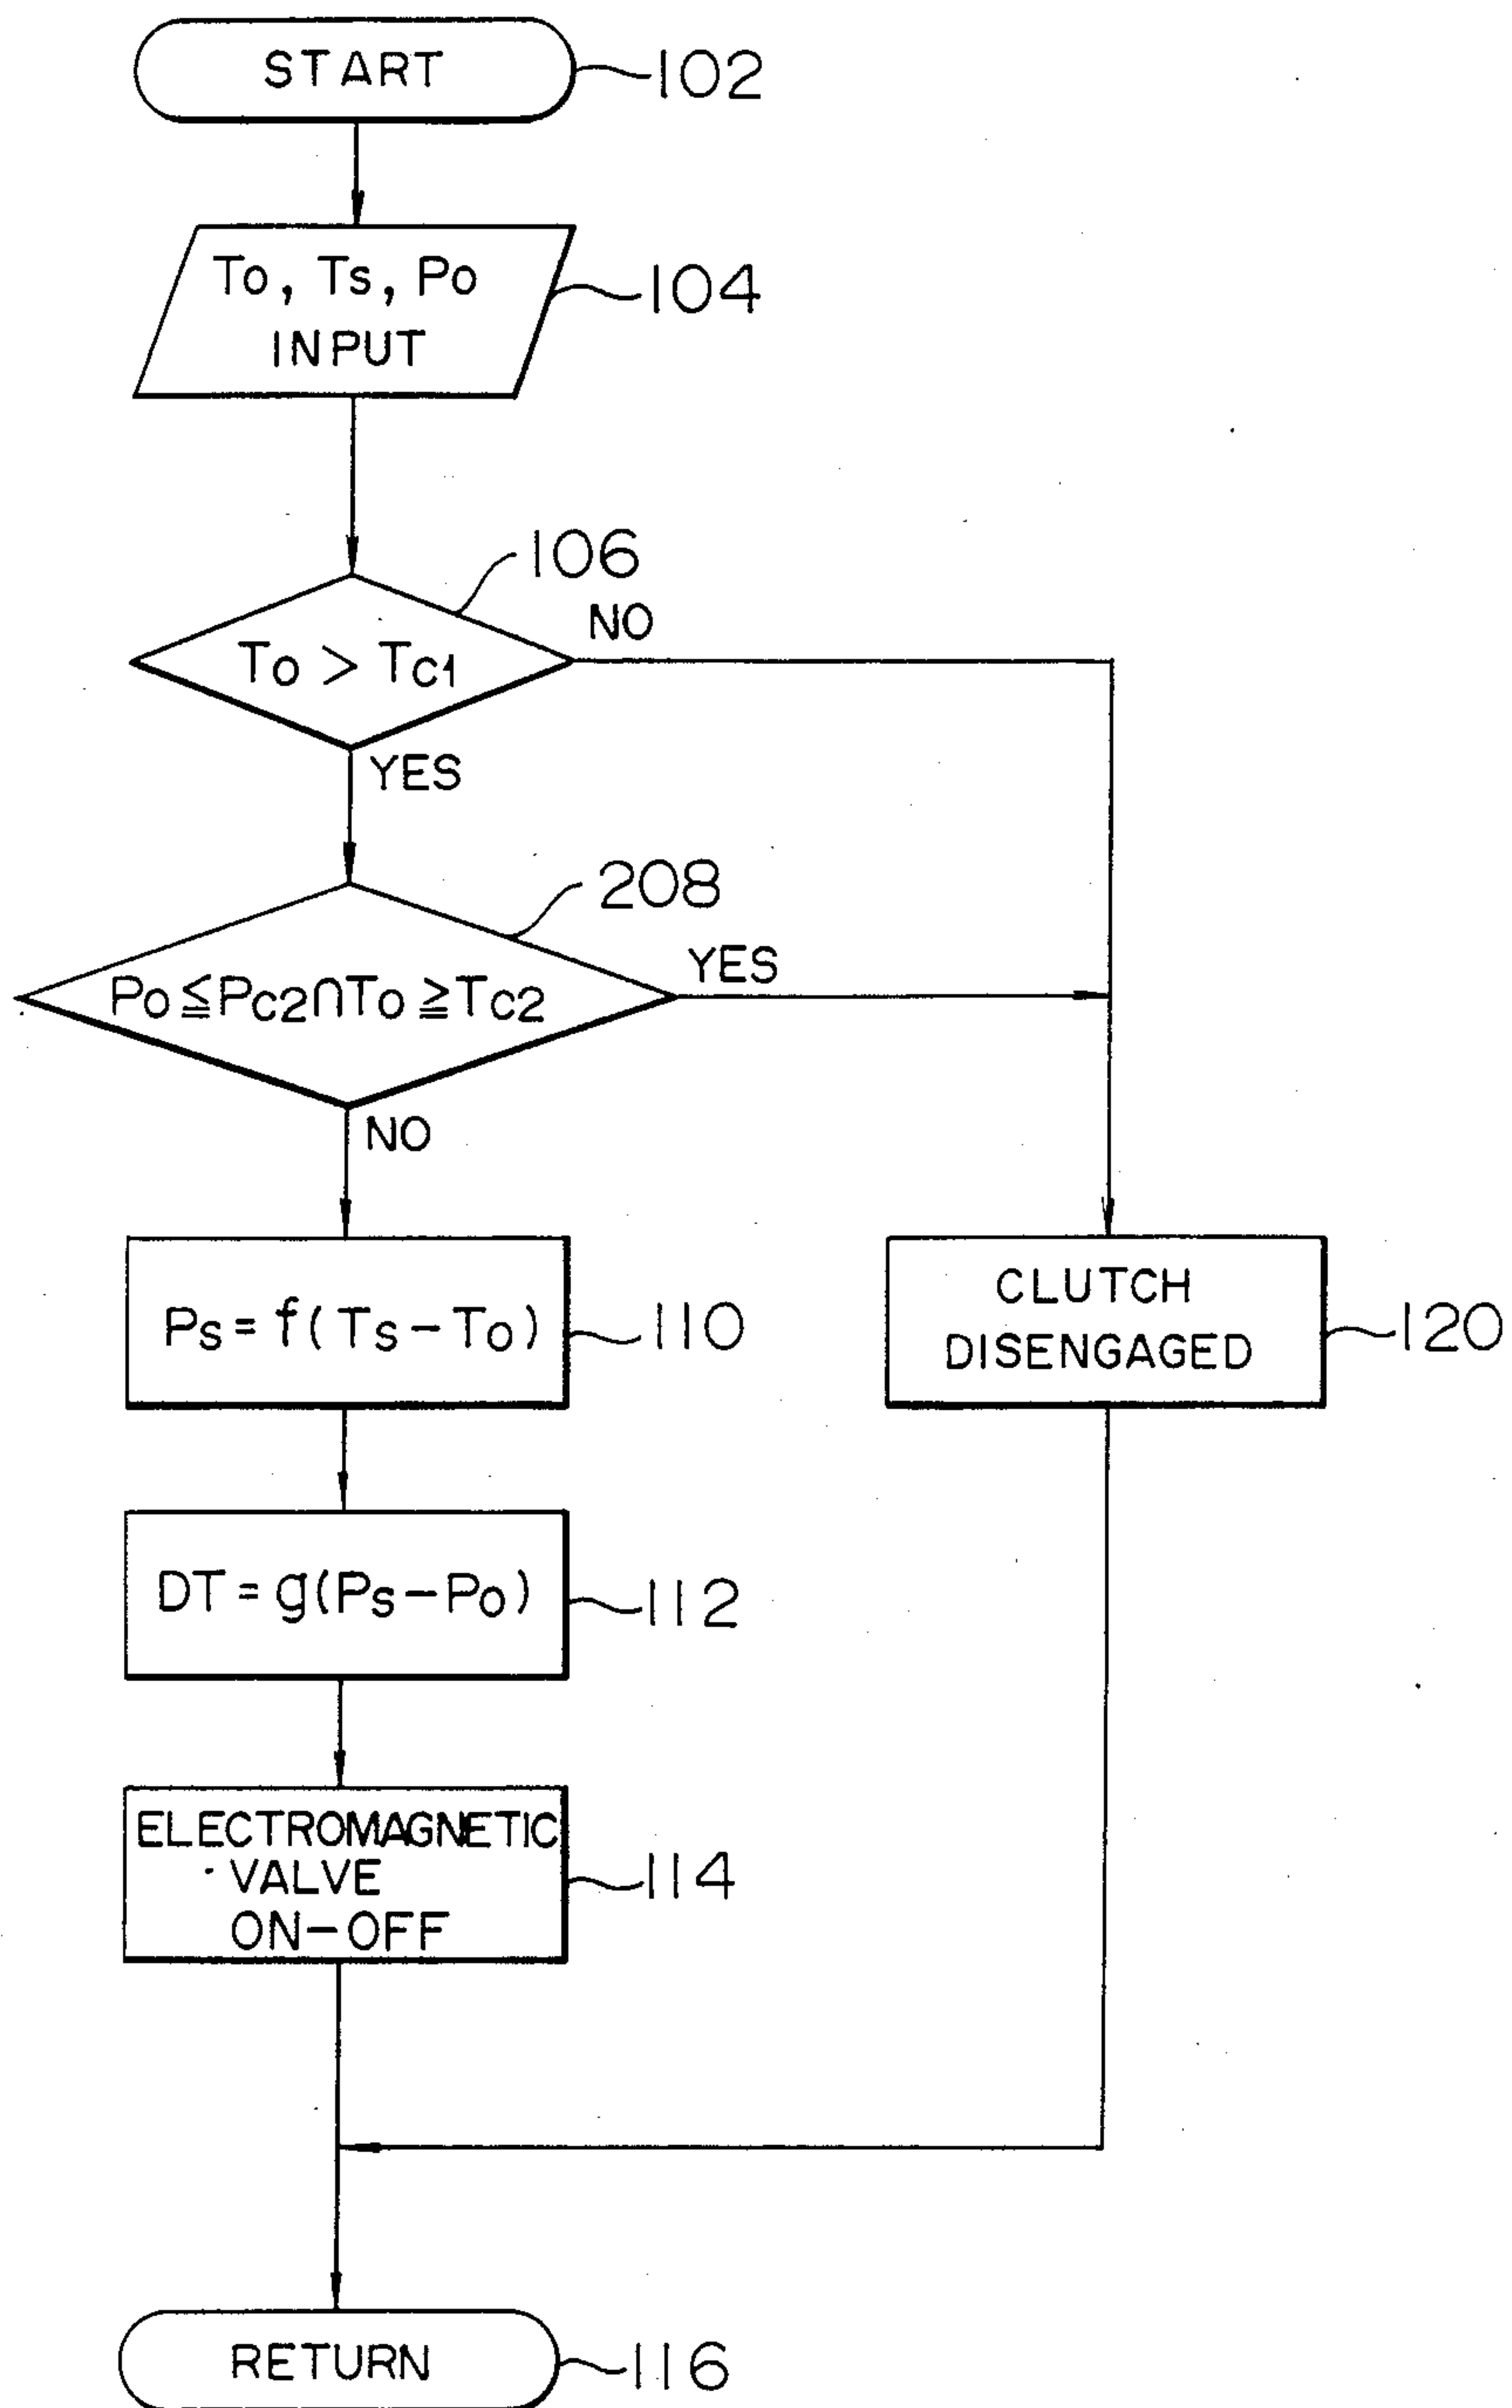 START
102
To, Ts, Po
INPUT
104
106
NO
To > Tc1
YES
208
YES
Po ≦ Pc2 ∩ To ≧ Tc2
NO
Ps = f(Ts − To)
110
CLUTCH
DISENGAGED
120
DT = g(Ps − Po)
112
ELECTROMAGNETIC
VALVE
ON−OFF
114
RETURN
116